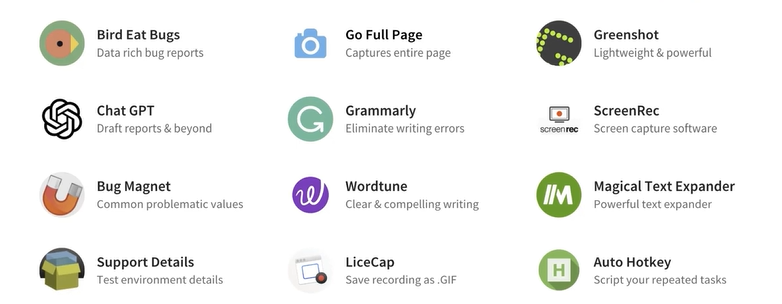 Bird Eat Bugs
Data rich bug reports
Go Full Page
Captures entire page
Greenshot
Lightweight & powerful
Chat GPT
Draft reports & beyond
Grammarly
Eliminate writing errors
screenrec
ScreenRec
Screen capture software
Bug Magnet
Common problematic values
Wordtune
Clear & compelling writing
Magical Text Expander
Powerful text expander
Support Details
Test environment details
LiceCap
Save recording as .GIF
H
Auto Hotkey
Script your repeated tasks